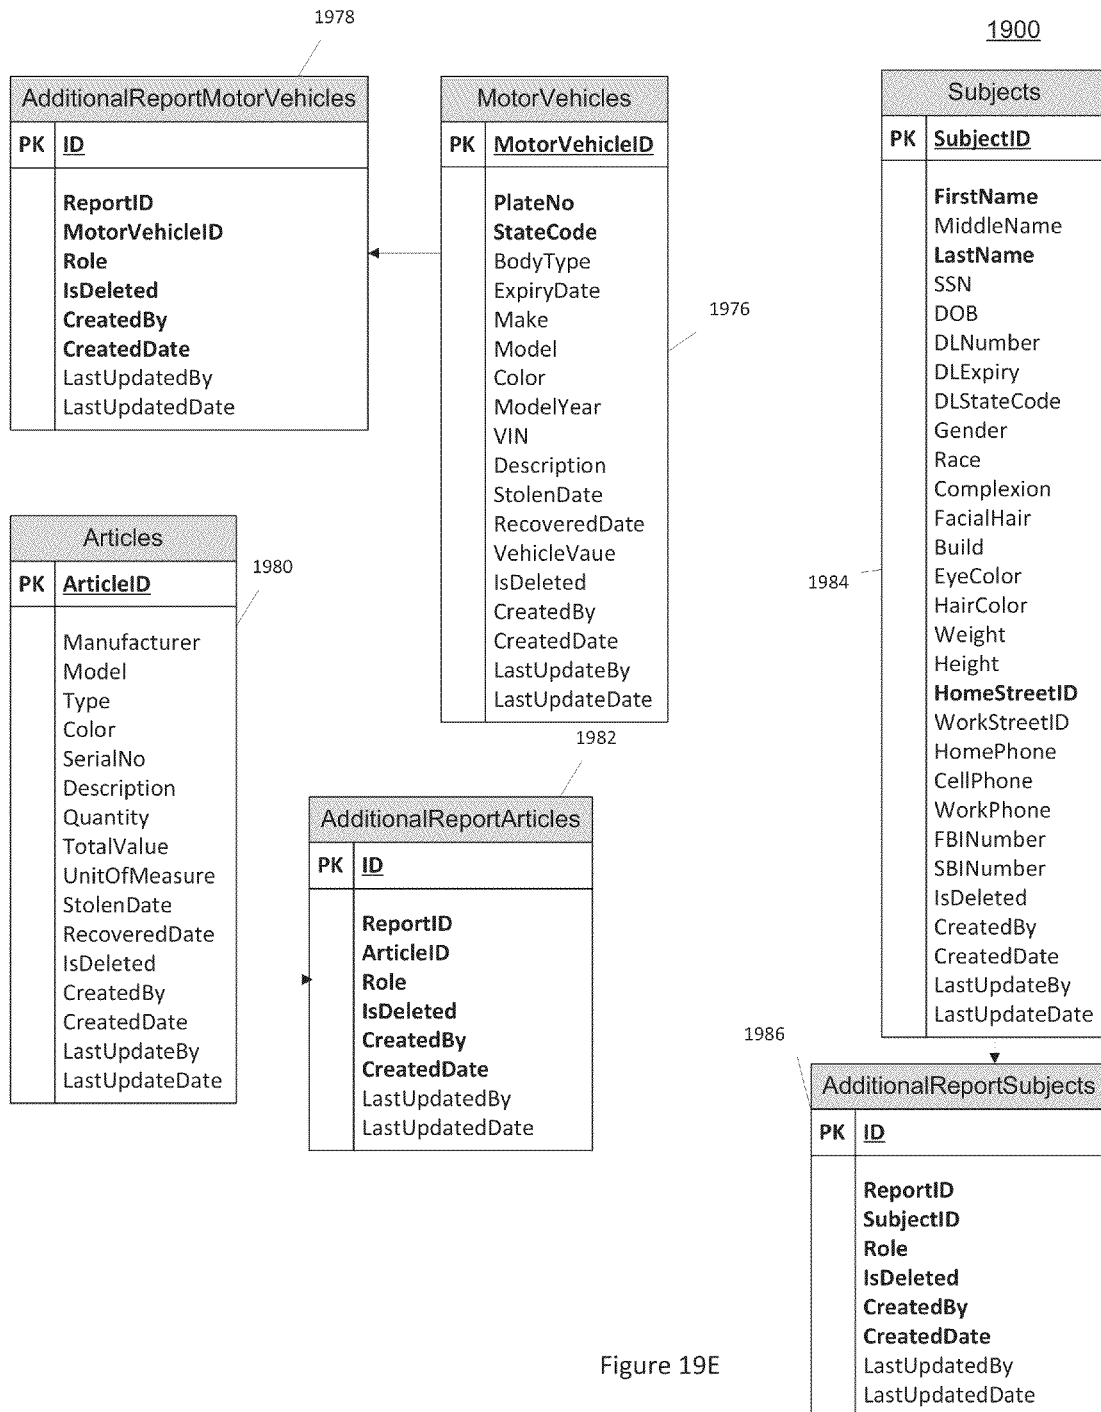 1978
1900
AdditionalReportMotorVehicles
PK ID
ReportID
MotorVehicleID
Role
IsDeleted
CreatedBy
CreatedDate
LastUpdatedBy
LastUpdatedDate
MotorVehicles
PK MotorVehicleID
PlateNo
StateCode
BodyType
ExpiryDate
Make
Model
Color
ModelYear
VIN
Description
StolenDate
RecoveredDate
VehicleVaue
IsDeleted
CreatedBy
CreatedDate
LastUpdateBy
LastUpdateDate
1976
Subjects
PK SubjectID
FirstName
MiddleName
LastName
SSN
DOB
DLNumber
DLExpiry
DLStateCode
Gender
Race
Complexion
FacialHair
Build
EyeColor
HairColor
Weight
Height
HomeStreetID
WorkStreetID
HomePhone
CellPhone
WorkPhone
FBINumber
SBINumber
IsDeleted
CreatedBy
CreatedDate
LastUpdateBy
LastUpdateDate
1984
Articles
PK ArticleID
Manufacturer
Model
Type
Color
SerialNo
Description
Quantity
TotalValue
UnitOfMeasure
StolenDate
RecoveredDate
IsDeleted
CreatedBy
CreatedDate
LastUpdateBy
LastUpdateDate
1980
1982
AdditionalReportArticles
PK ID
ReportID
ArticleID
Role
IsDeleted
CreatedBy
CreatedDate
LastUpdatedBy
LastUpdatedDate
1986
AdditionalReportSubjects
PK ID
ReportID
SubjectID
Role
IsDeleted
CreatedBy
CreatedDate
LastUpdatedBy
LastUpdatedDate
Figure 19E